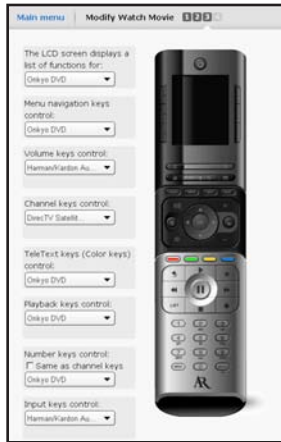 Main menu Modify Watch Movie 1 2 3
The LCD screen displays a
list of functions for:
Onkyo DVD
Menu navigation keys
control:
Onkyo DVD
Volume keys control:
Harman/Kardon Au...
Channel keys control:
DirecTV Satellit...
TeleText keys (Color keys)
control:
Onkyo DVD
Playback keys control:
Onkyo DVD
Number keys control:
Same as channel keys
Onkyo DVD
Input keys control:
Harman/Kardon Au...
AR